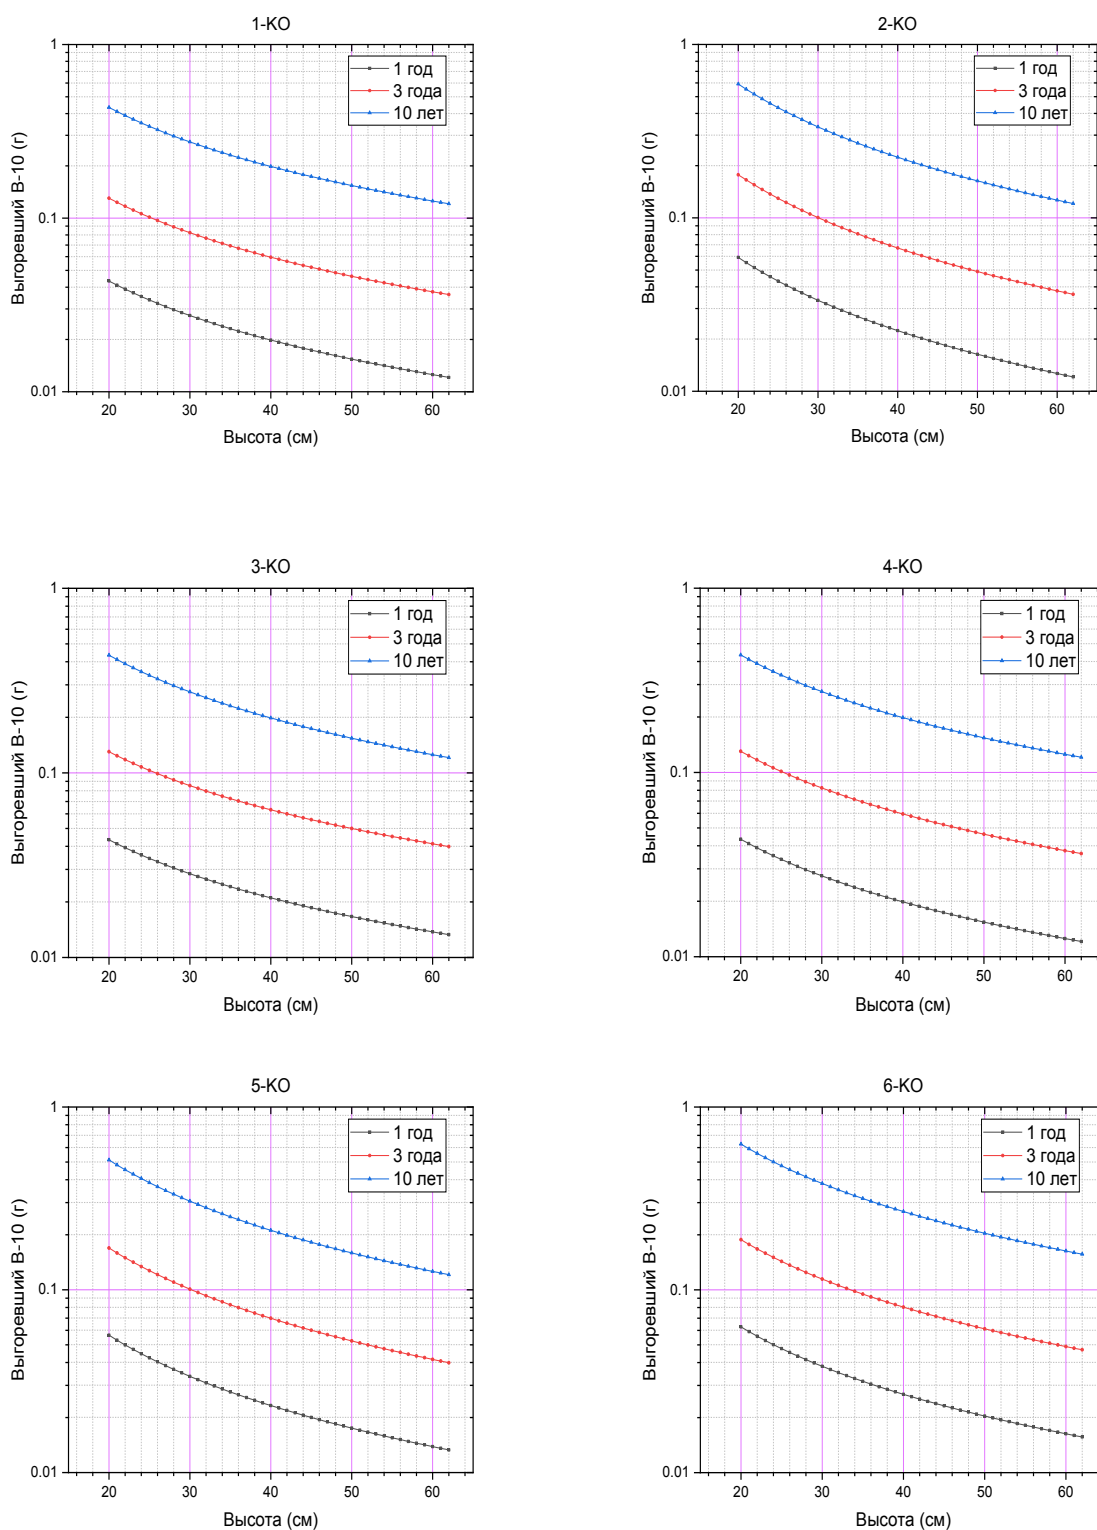 1-КО
1 год
3 года
10 лет
Выгоревший В-10 (г)
1
0.1
0.01
20 30 40 50 60
Высота (см)
2-КО
1 год
3 года
10 лет
Выгоревший В-10 (г)
1
0.1
0.01
20 30 40 50 60
Высота (см)
3-КО
1 год
3 года
10 лет
Выгоревший В-10 (г)
1
0.1
0.01
20 30 40 50 60
Высота (см)
4-КО
1 год
3 года
10 лет
Выгоревший В-10 (г)
1
0.1
0.01
20 30 40 50 60
Высота (см)
5-КО
1 год
3 года
10 лет
Выгоревший В-10 (г)
1
0.1
0.01
20 30 40 50 60
Высота (см)
6-КО
1 год
3 года
10 лет
Выгоревший В-10 (г)
1
0.1
0.01
20 30 40 50 60
Высота (см)